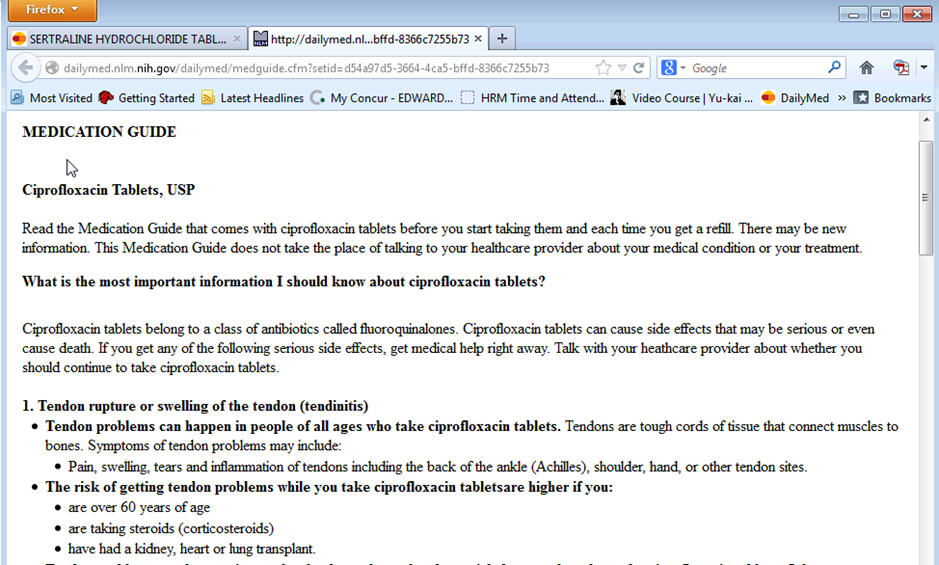 Firefox
SERTRALINE HYDROCHLORIDE TABL...
http://dailymed.nl...bffd-8366c7255b73
dailymed.nlm.nih.gov/dailymed/medguide.cfm?setid=d54a97d5-3664-4ca5-bffd-8366c7255b73
Google
Most Visited Getting Started Latest Headlines My Concur - EDWARD... HRM Time and Attend... Video Course | Yu-kai ... DailyMed » Bookmarks
MEDICATION GUIDE
Ciprofloxacin Tablets, USP
Read the Medication Guide that comes with ciprofloxacin tablets before you start taking them and each time you get a refill. There may be new
information. This Medication Guide does not take the place of talking to your healthcare provider about your medical condition or your treatment.
What is the most important information I should know about ciprofloxacin tablets?
Ciprofloxacin tablets belong to a class of antibiotics called fluoroquinalones. Ciprofloxacin tablets can cause side effects that may be serious or even
cause death. If you get any of the following serious side effects, get medical help right away. Talk with your heathcare provider about whether you
should continue to take ciprofloxacin tablets.
1. Tendon rupture or swelling of the tendon (tendinitis)
• Tendon problems can happen in people of all ages who take ciprofloxacin tablets. Tendons are tough cords of tissue that connect muscles to
bones. Symptoms of tendon problems may include:
• Pain, swelling, tears and inflammation of tendons including the back of the ankle (Achilles), shoulder, hand, or other tendon sites.
• The risk of getting tendon problems while you take ciprofloxacin tabletsare higher if you:
• are over 60 years of age
• are taking steroids (corticosteroids)
• have had a kidney, heart or lung transplant.